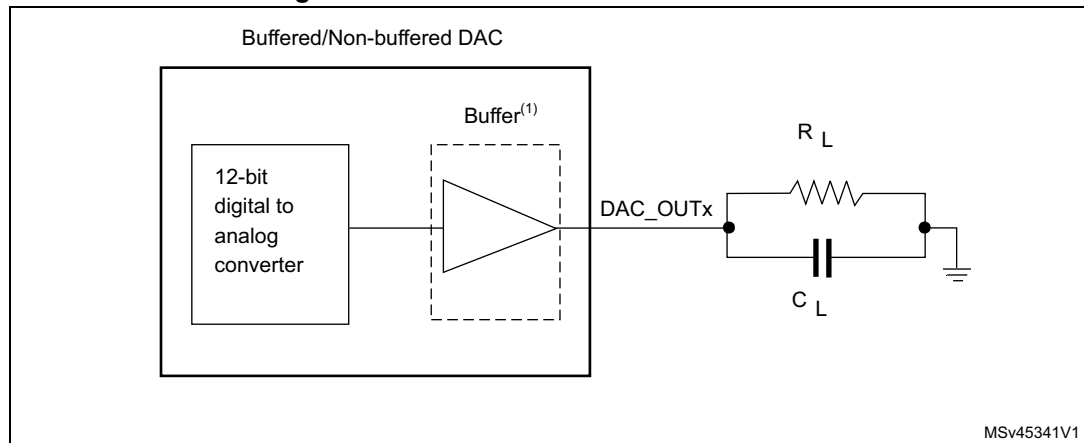 Buffered/Non-buffered DAC
Buffer(1)
12-bit
digital to
analog
converter
DAC_OUTx
R L
C L
MSv45341V1